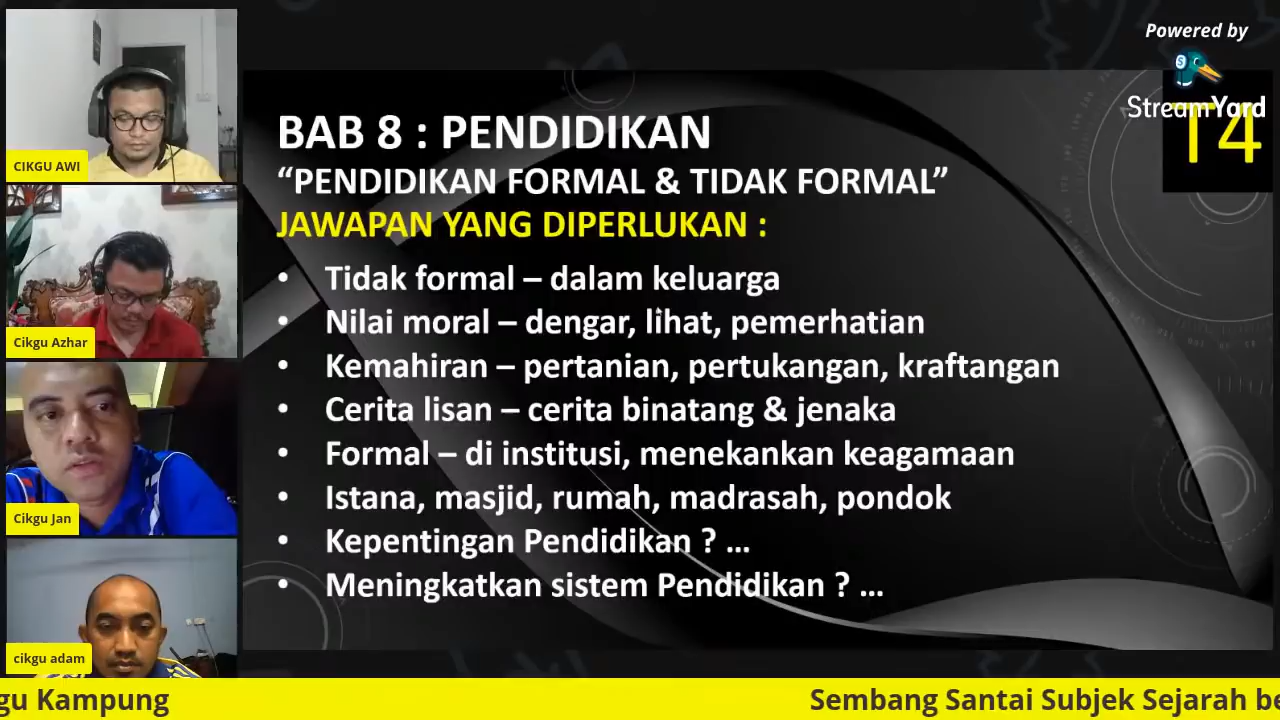 Powered by
StreamYard
T4
BAB 8 : PENDIDIKAN
“PENDIDIKAN FORMAL & TIDAK FORMAL”
JAWAPAN YANG DIPERLUKAN :
• Tidak formal – dalam keluarga
• Nilai moral – dengar, lihat, pemerhatian
• Kemahiran – pertanian, pertukangan, kraftangan
• Cerita lisan – cerita binatang & jenaka
• Formal – di institusi, menekankan keagamaan
• Istana, masjid, rumah, madrasah, pondok
• Kepentingan Pendidikan ? ...
• Meningkatkan sistem Pendidikan ? ...
CIKGU AWI
Cikgu Azhar
Cikgu Jan
cikgu adam
gu Kampung
Sembang Santai Subjek Sejarah be